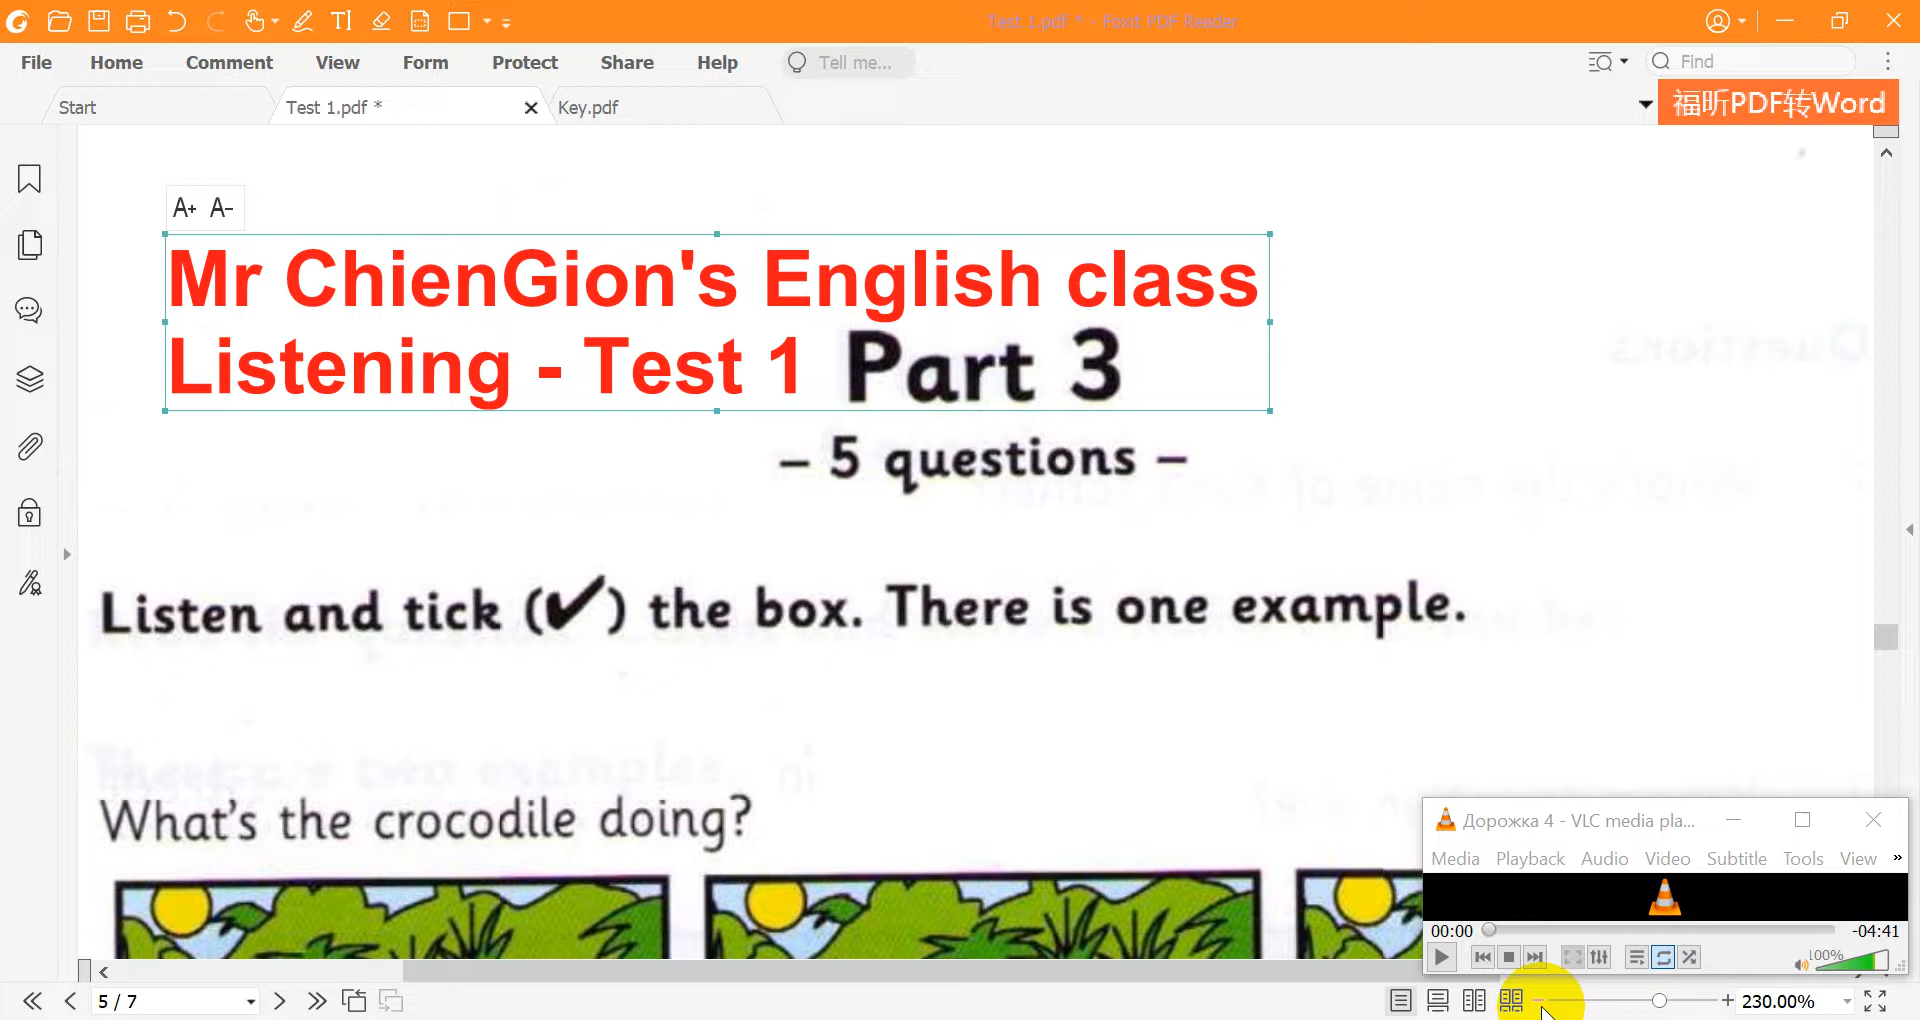 Test 1.pdf * - Foxit PDF Reader
File Home Comment View Form Protect Share Help Tell me... Find
Start Test 1.pdf * Key.pdf 福昕PDF转Word
A+ A-
Mr ChienGion's English class
Listening - Test 1 Part 3
– 5 questions –
Listen and tick (✔) the box. There is one example.
What's the crocodile doing?
Дорожка 4 - VLC media pla...
Media Playback Audio Video Subtitle Tools View »
00:00 -04:41
100%
5 / 7 230.00%